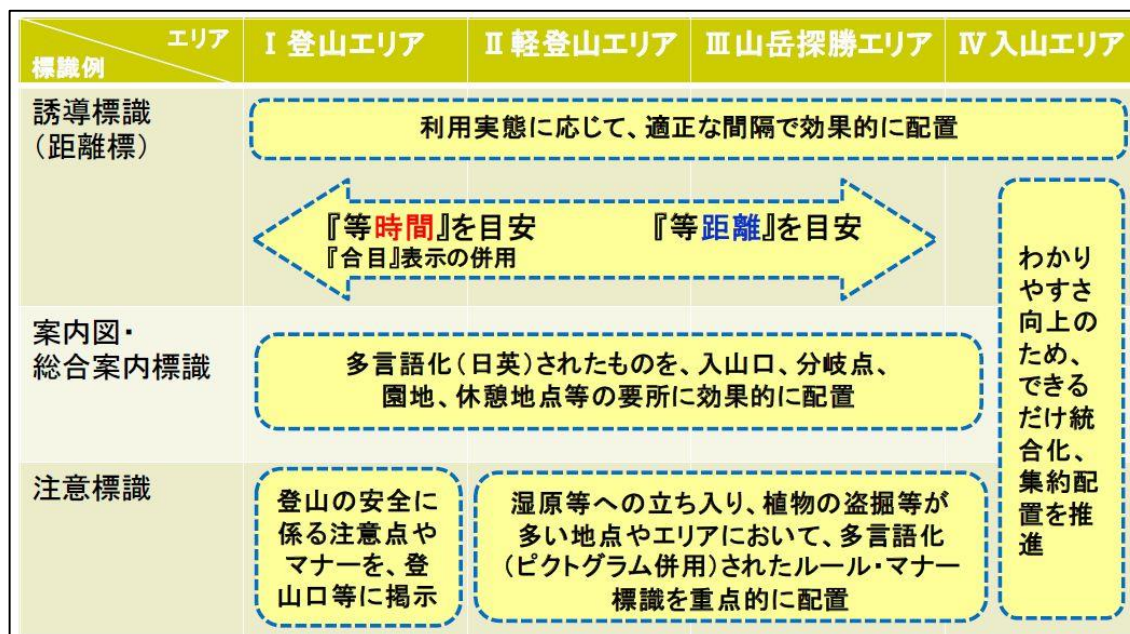 エリア
標識例
Ⅰ 登山エリア
Ⅱ 軽登山エリア
Ⅲ山岳探勝エリア
Ⅳ入山エリア
誘導標識
(距離標)
利用実態に応じて、適正な間隔で効果的に配置
『等時間』を目安
『合目』表示の併用
『等距離』を目安
案内図・
総合案内標識
多言語化(日英)されたものを、入山口、分岐点、
園地、休憩地点等の要所に効果的に配置
注意標識
登山の安全に
係る注意点や
マナーを、登
山口等に掲示
湿原等への立ち入り、植物の盗掘等が
多い地点やエリアにおいて、多言語化
(ピクトグラム併用)されたルール・マナー
標識を重点的に配置
わかり
やすさ
向上の
ため、
できる
だけ統
合化、
集約配
置を推
進